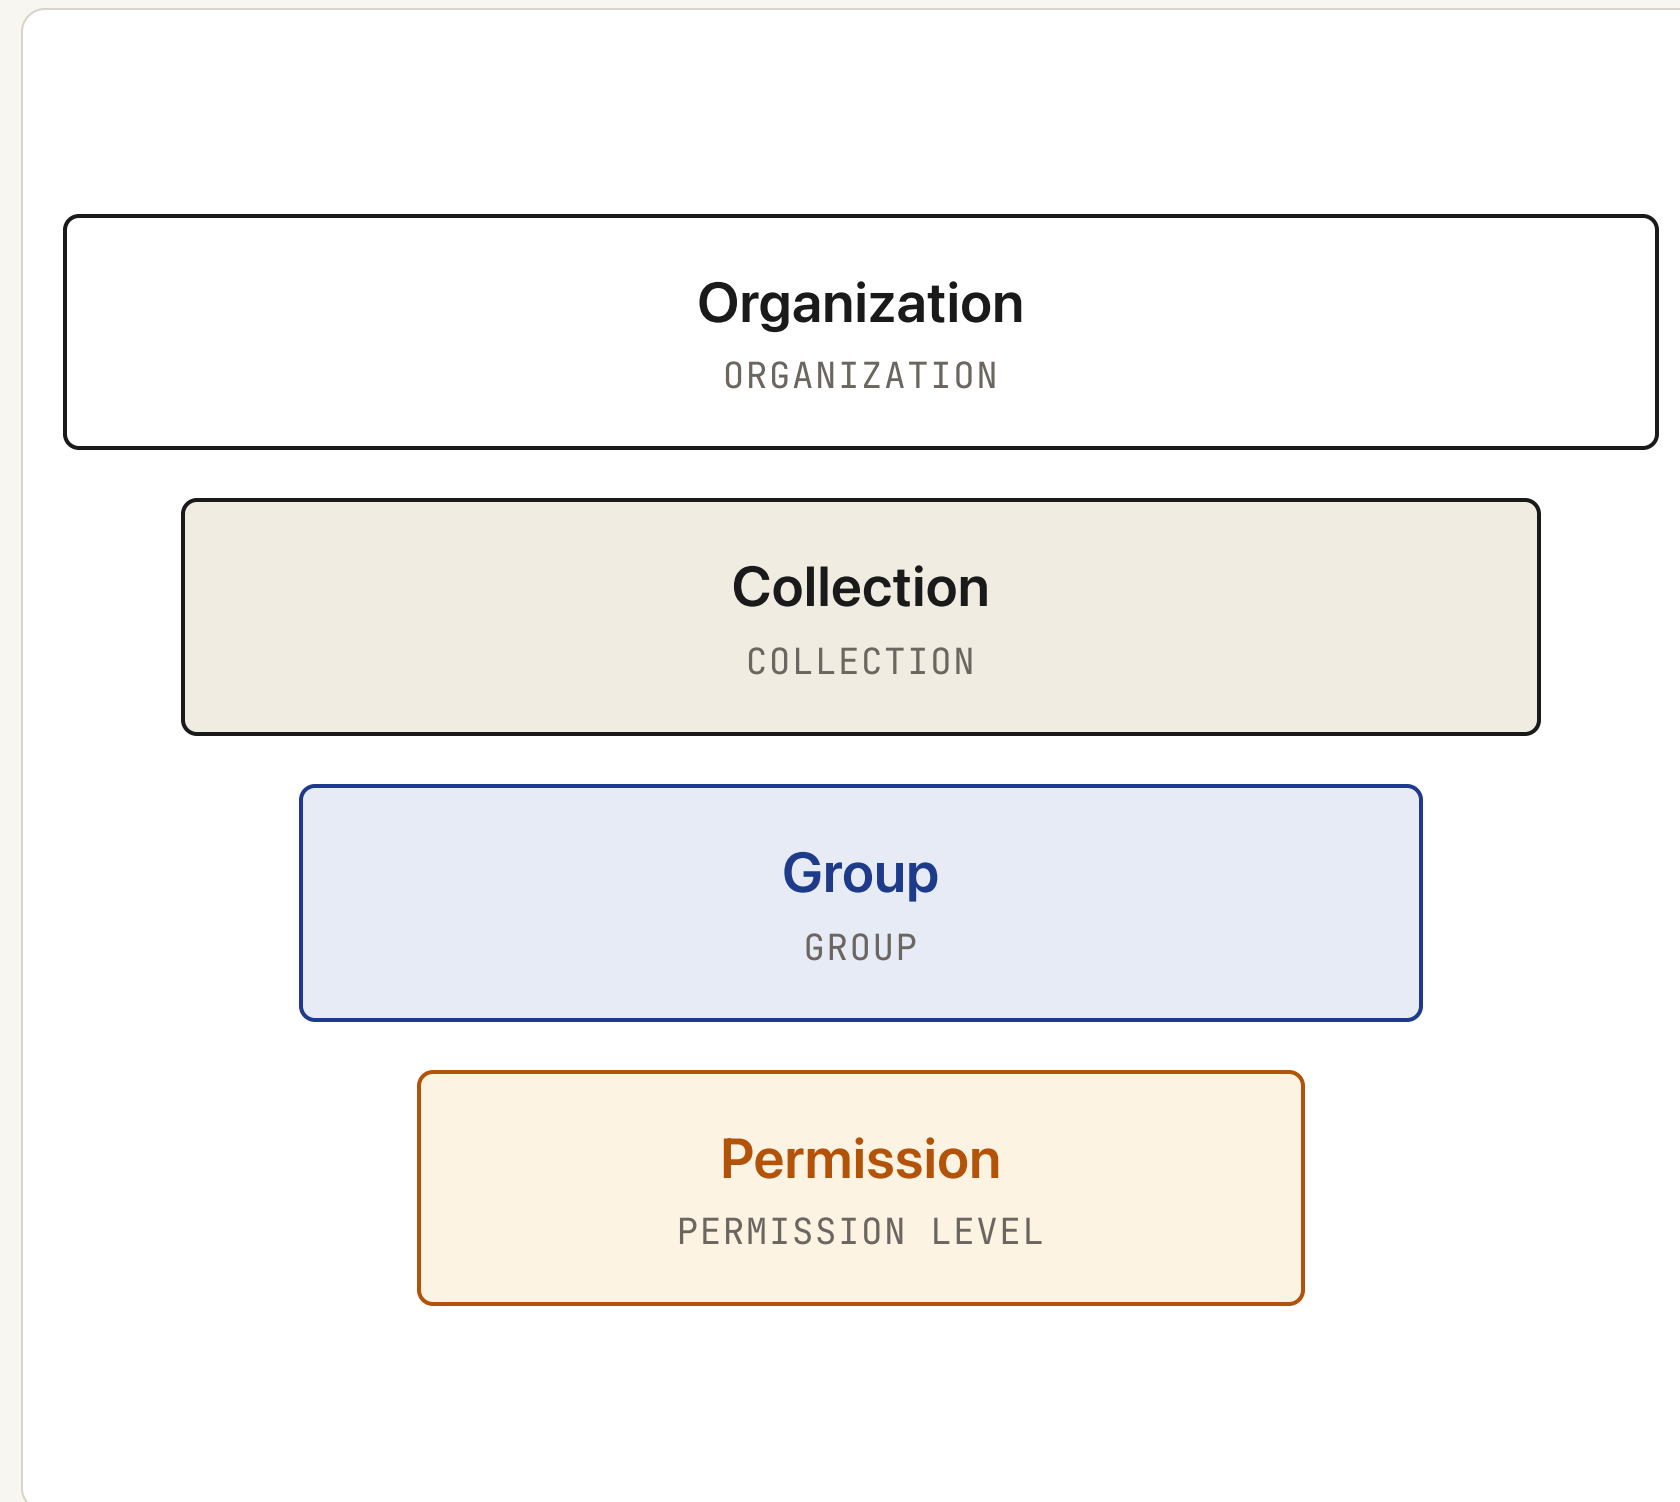 Organization
ORGANIZATION
Collection
COLLECTION
Group
GROUP
Permission
PERMISSION LEVEL